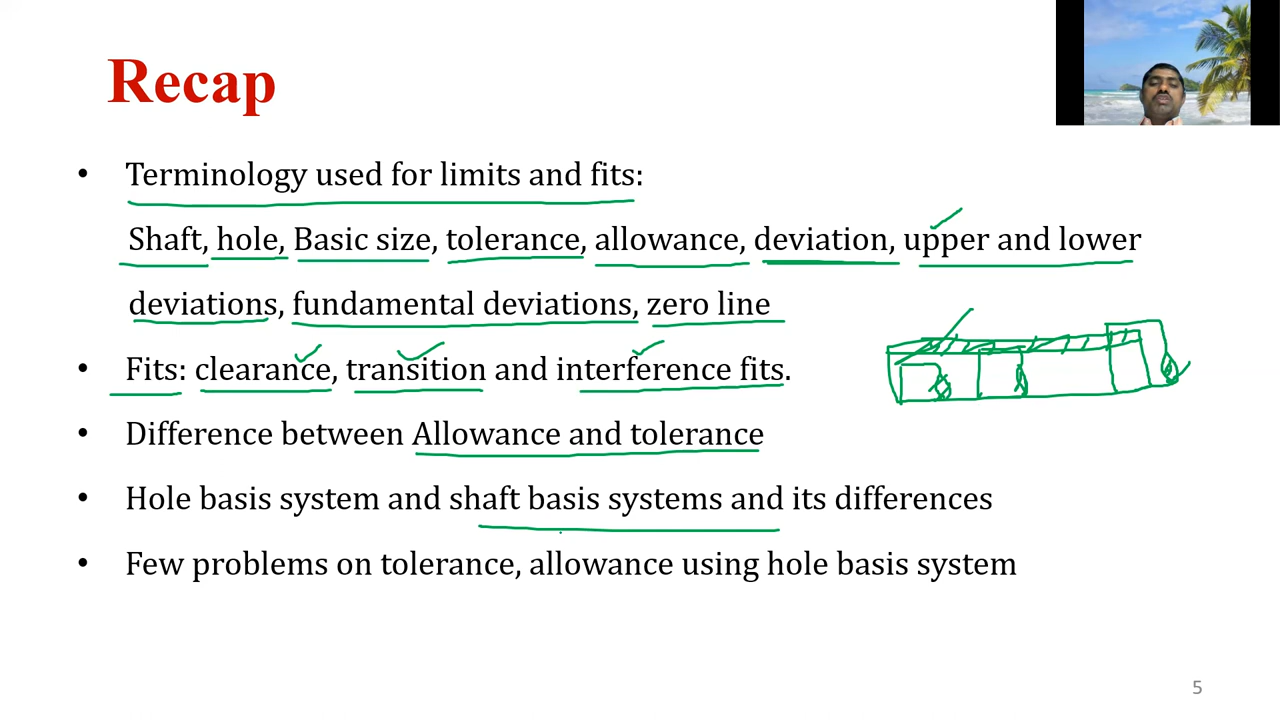 Recap
• Terminology used for limits and fits:
Shaft, hole, Basic size, tolerance, allowance, deviation, upper and lower
deviations, fundamental deviations, zero line
• Fits: clearance, transition and interference fits.
• Difference between Allowance and tolerance
• Hole basis system and shaft basis systems and its differences
• Few problems on tolerance, allowance using hole basis system
5